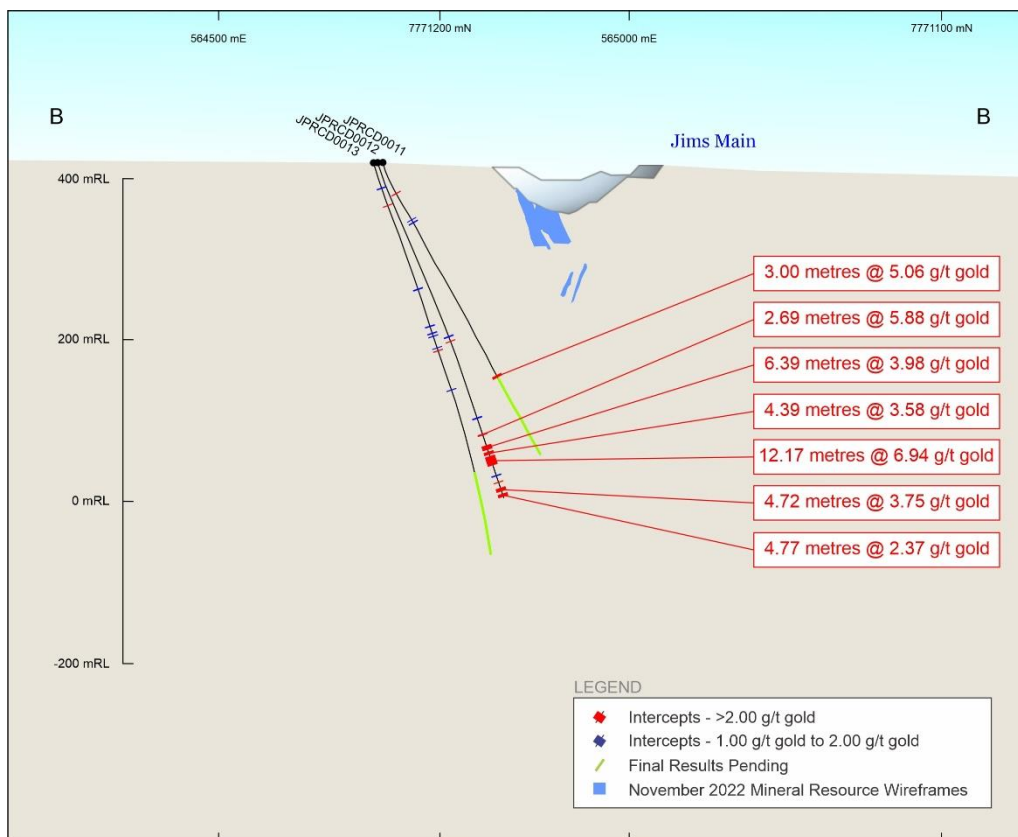 564500 mE
7771200 mN
565000 mE
7771100 mN
B
B
JPRCD0011
JPRCD0012
JPRCD0013
Jims Main
400 mRL
200 mRL
0 mRL
-200 mRL
3.00 metres @ 5.06 g/t gold
2.69 metres @ 5.88 g/t gold
6.39 metres @ 3.98 g/t gold
4.39 metres @ 3.58 g/t gold
12.17 metres @ 6.94 g/t gold
4.72 metres @ 3.75 g/t gold
4.77 metres @ 2.37 g/t gold
LEGEND
Intercepts - >2.00 g/t gold
Intercepts - 1.00 g/t gold to 2.00 g/t gold
Final Results Pending
November 2022 Mineral Resource Wireframes